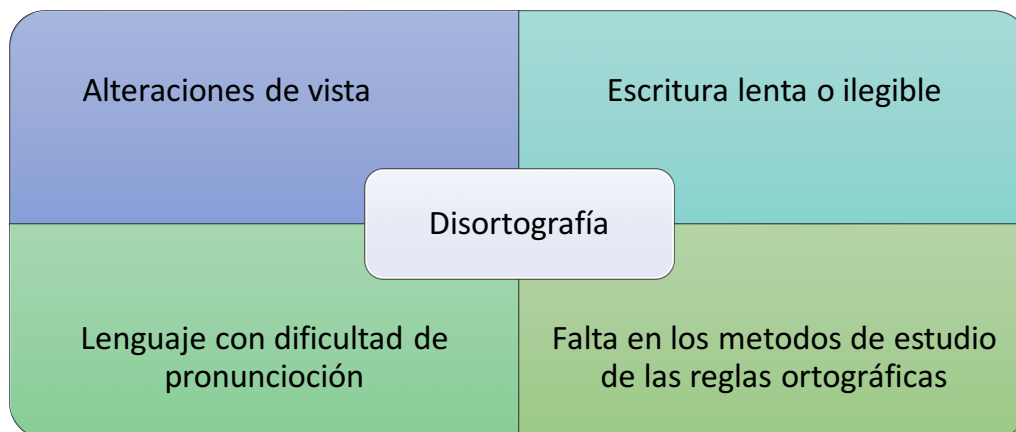 Alteraciones de vista
Escritura lenta o ilegible
Disortografía
Lenguaje con dificultad de
pronuncioción
Falta en los metodos de estudio
de las reglas ortográficas